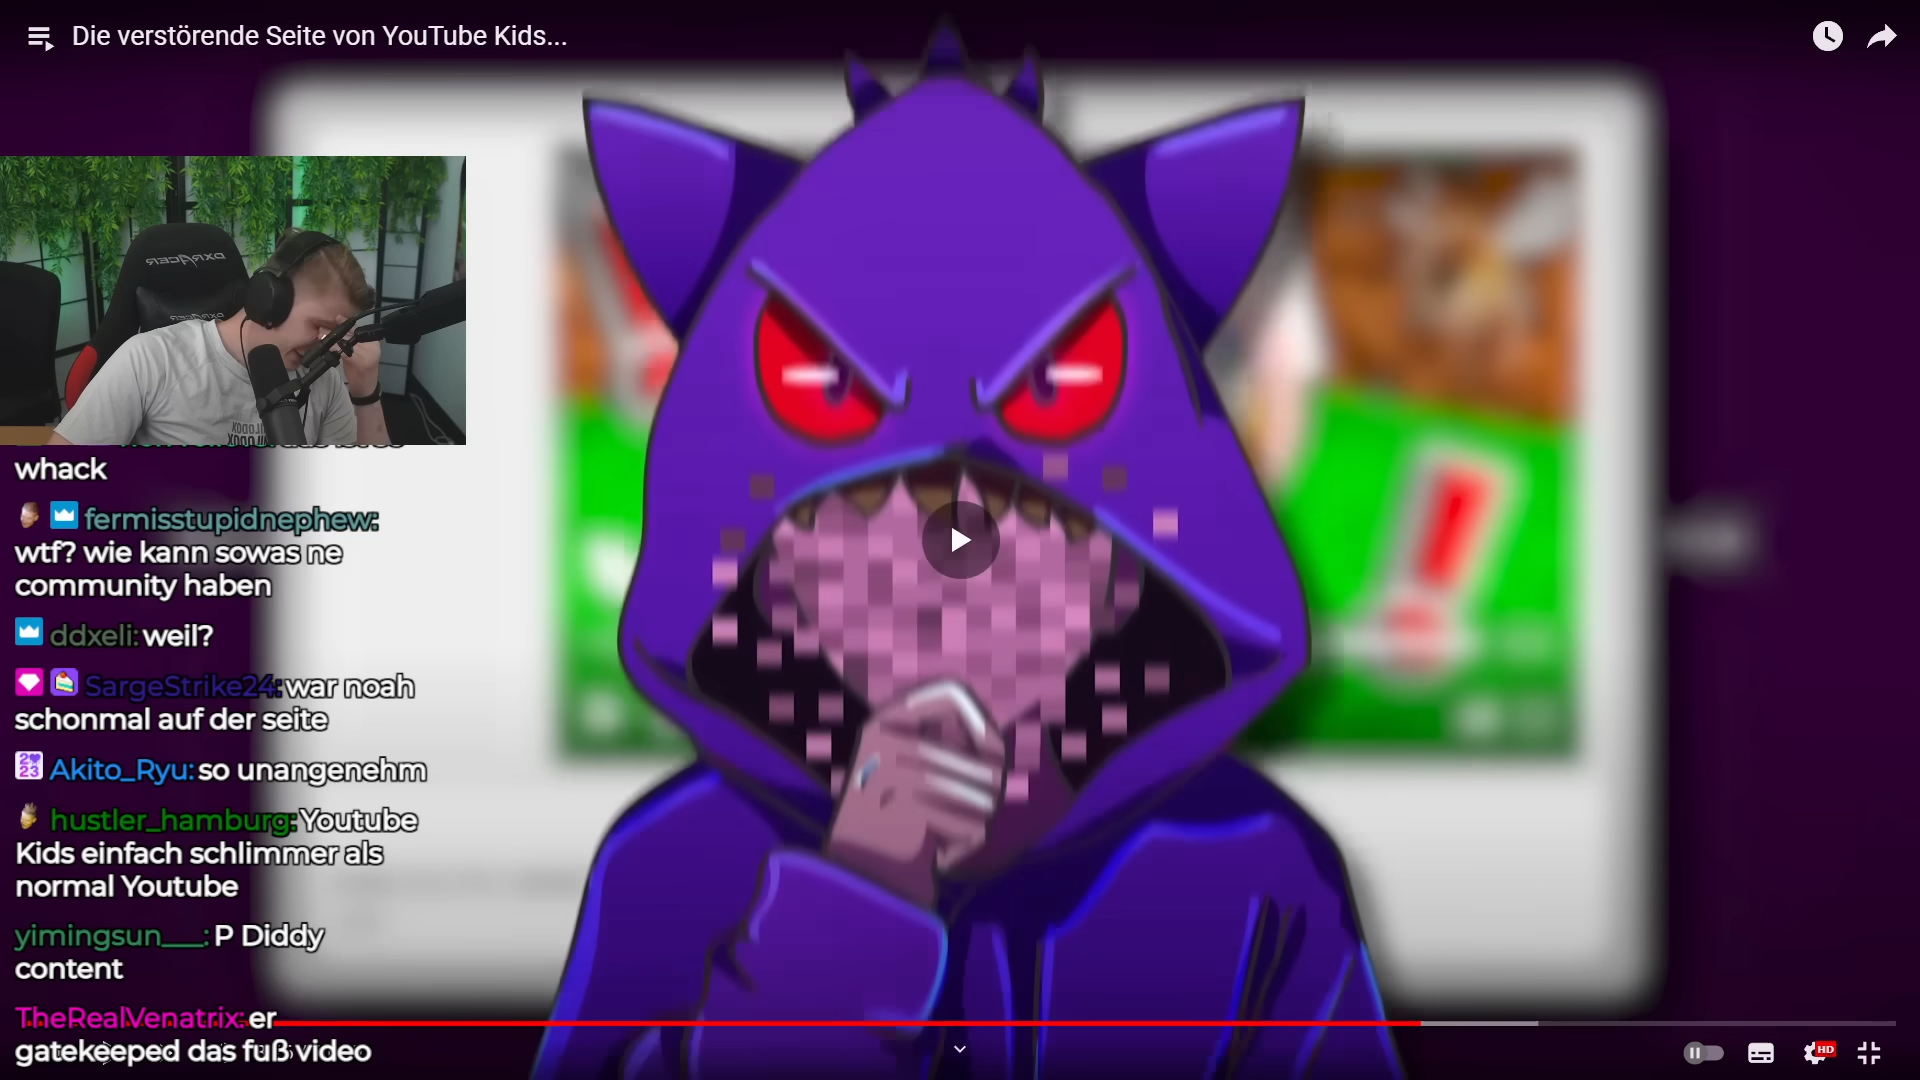 Die verstörende Seite von YouTube Kids...
DXRACER
whack
fermisstupidnephew:
wtf? wie kann sowas ne
community haben
ddxeli: weil?
SargeStrike24: war noah
schonmal auf der seite
Akito_Ryu: so unangenehm
hustler_hamburg: Youtube
Kids einfach schlimmer als
normal Youtube
yimingsun___: P Diddy
content
TheRealVenatrix: er
gatekeeped das fuß video
HD